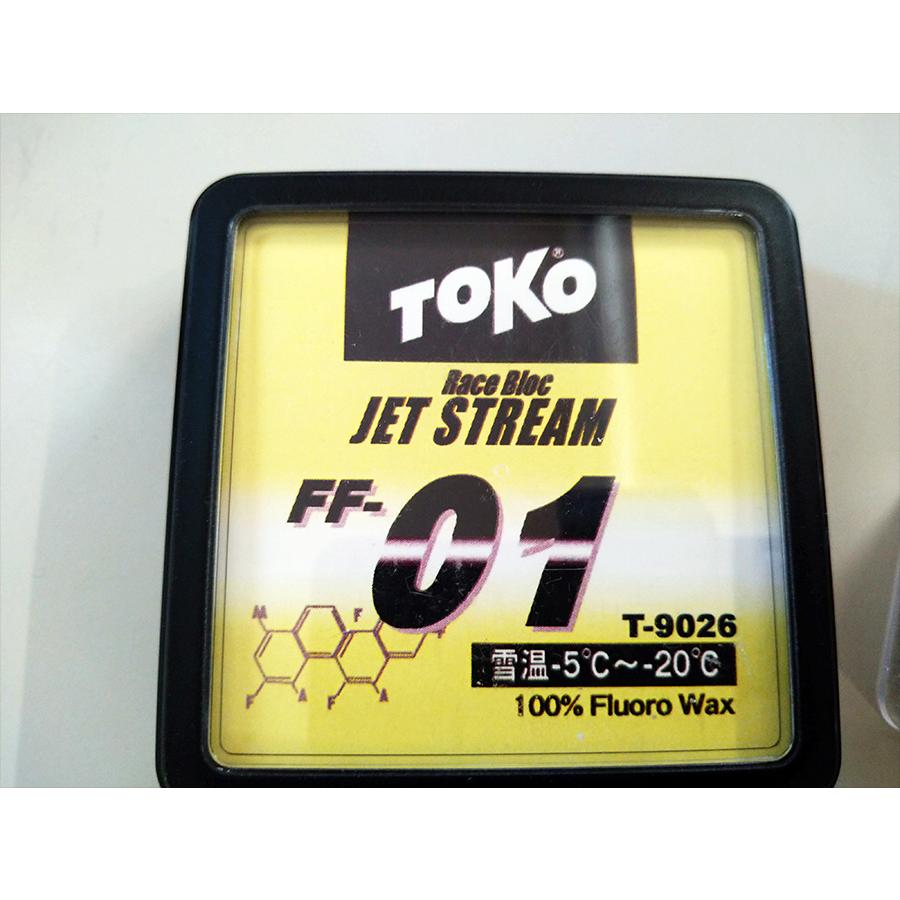 TOKO®
Race Bloc
JET STREAM
FF-01
T-9026
雪温-5℃〜-20℃
100% Fluoro Wax
M
F
F
F
A
F
A